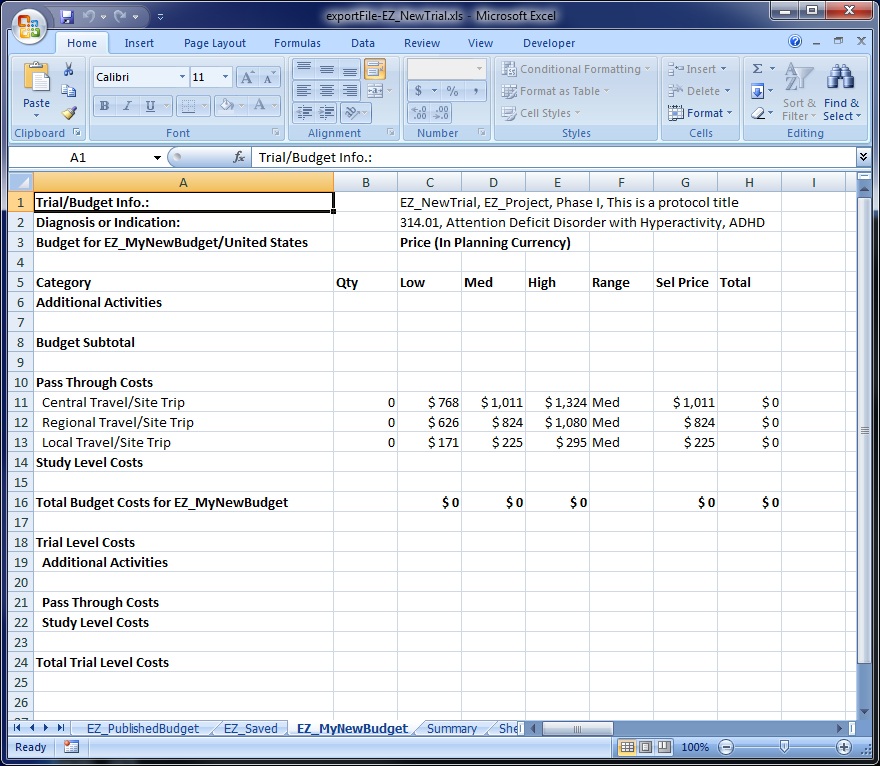 exportFile-EZ_NewTrial.xls - Microsoft Excel
Home Insert Page Layout Formulas Data Review View Developer
Paste
Calibri 11
B I U A
$ % ,
Conditional Formatting
Format as Table
Cell Styles
Insert
Delete
Format
Σ
Sort & Filter
Find & Select
Clipboard Font Alignment Number Styles Cells Editing
A1 fx Trial/Budget Info.:
A B C D E F G H I
1 Trial/Budget Info.: EZ_NewTrial, EZ_Project, Phase I, This is a protocol title
2 Diagnosis or Indication: 314.01, Attention Deficit Disorder with Hyperactivity, ADHD
3 Budget for EZ_MyNewBudget/United States Price (In Planning Currency)
4
5 Category Qty Low Med High Range Sel Price Total
6 Additional Activities
7
8 Budget Subtotal
9
10 Pass Through Costs
11 Central Travel/Site Trip 0 $ 768 $ 1,011 $ 1,324 Med $ 1,011 $ 0
12 Regional Travel/Site Trip 0 $ 626 $ 824 $ 1,080 Med $ 824 $ 0
13 Local Travel/Site Trip 0 $ 171 $ 225 $ 295 Med $ 225 $ 0
14 Study Level Costs
15
16 Total Budget Costs for EZ_MyNewBudget $ 0 $ 0 $ 0 $ 0 $ 0
17
18 Trial Level Costs
19 Additional Activities
20
21 Pass Through Costs
22 Study Level Costs
23
24 Total Trial Level Costs
25
26
EZ_PublishedBudget EZ_Saved EZ_MyNewBudget Summary She
Ready 100%